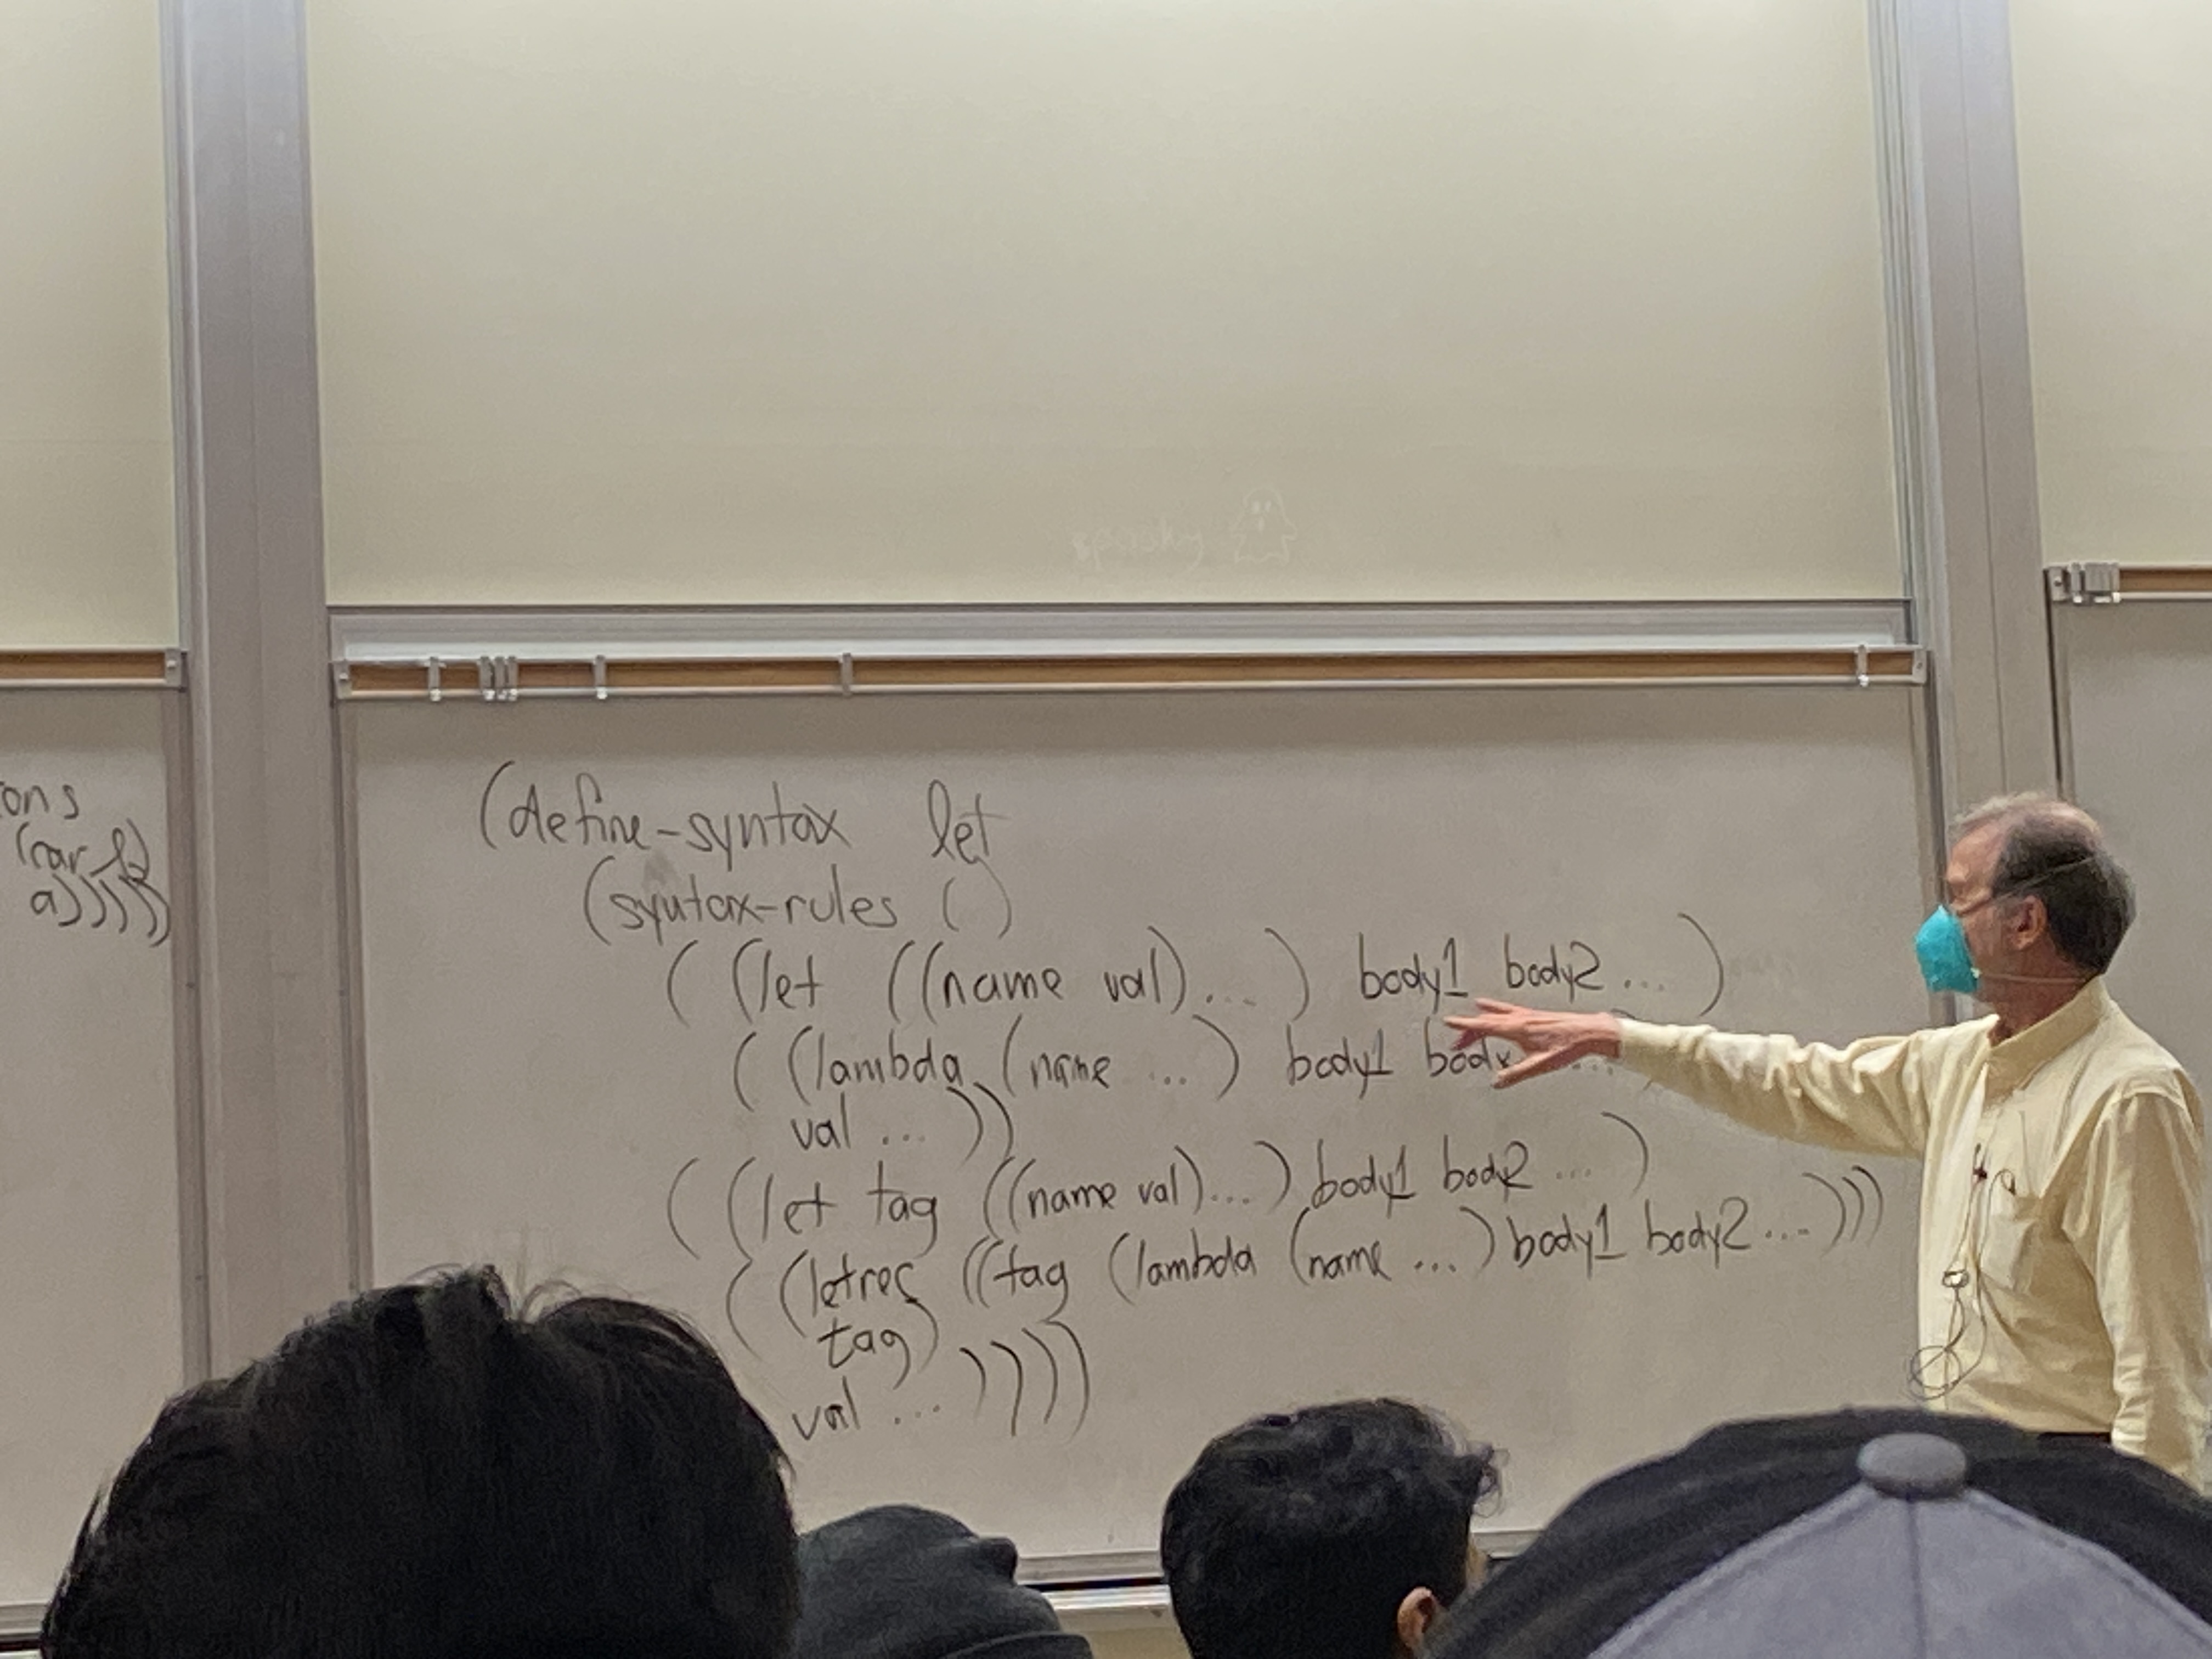 spooky
ons
(car l)
a)))))
(define-syntax let
(syntax-rules ()
( (let ((name val)...) body1 body2 ...)
( (lambda (name ...) body1 body ...
val ...))
( (let tag ((name val)...) body1 body2 ...)
( (letrec ((tag (lambda (name ...) body1 body2 ...)))
tag)
val ...))))